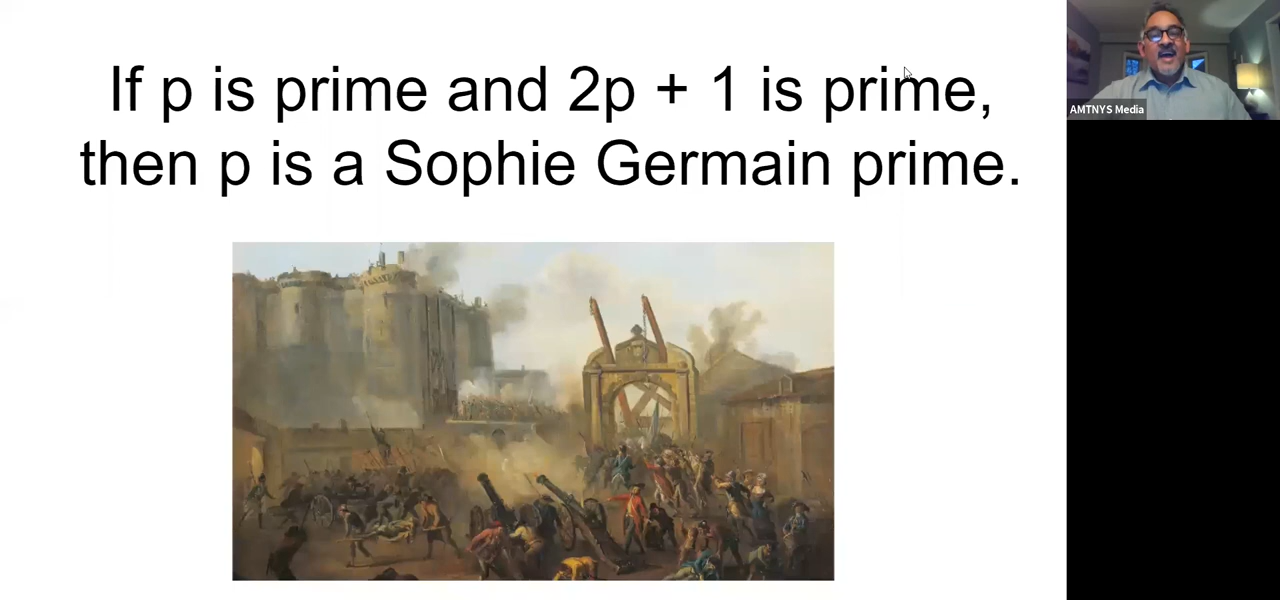 If p is prime and 2p + 1 is prime,
then p is a Sophie Germain prime.
AMTNYS Media